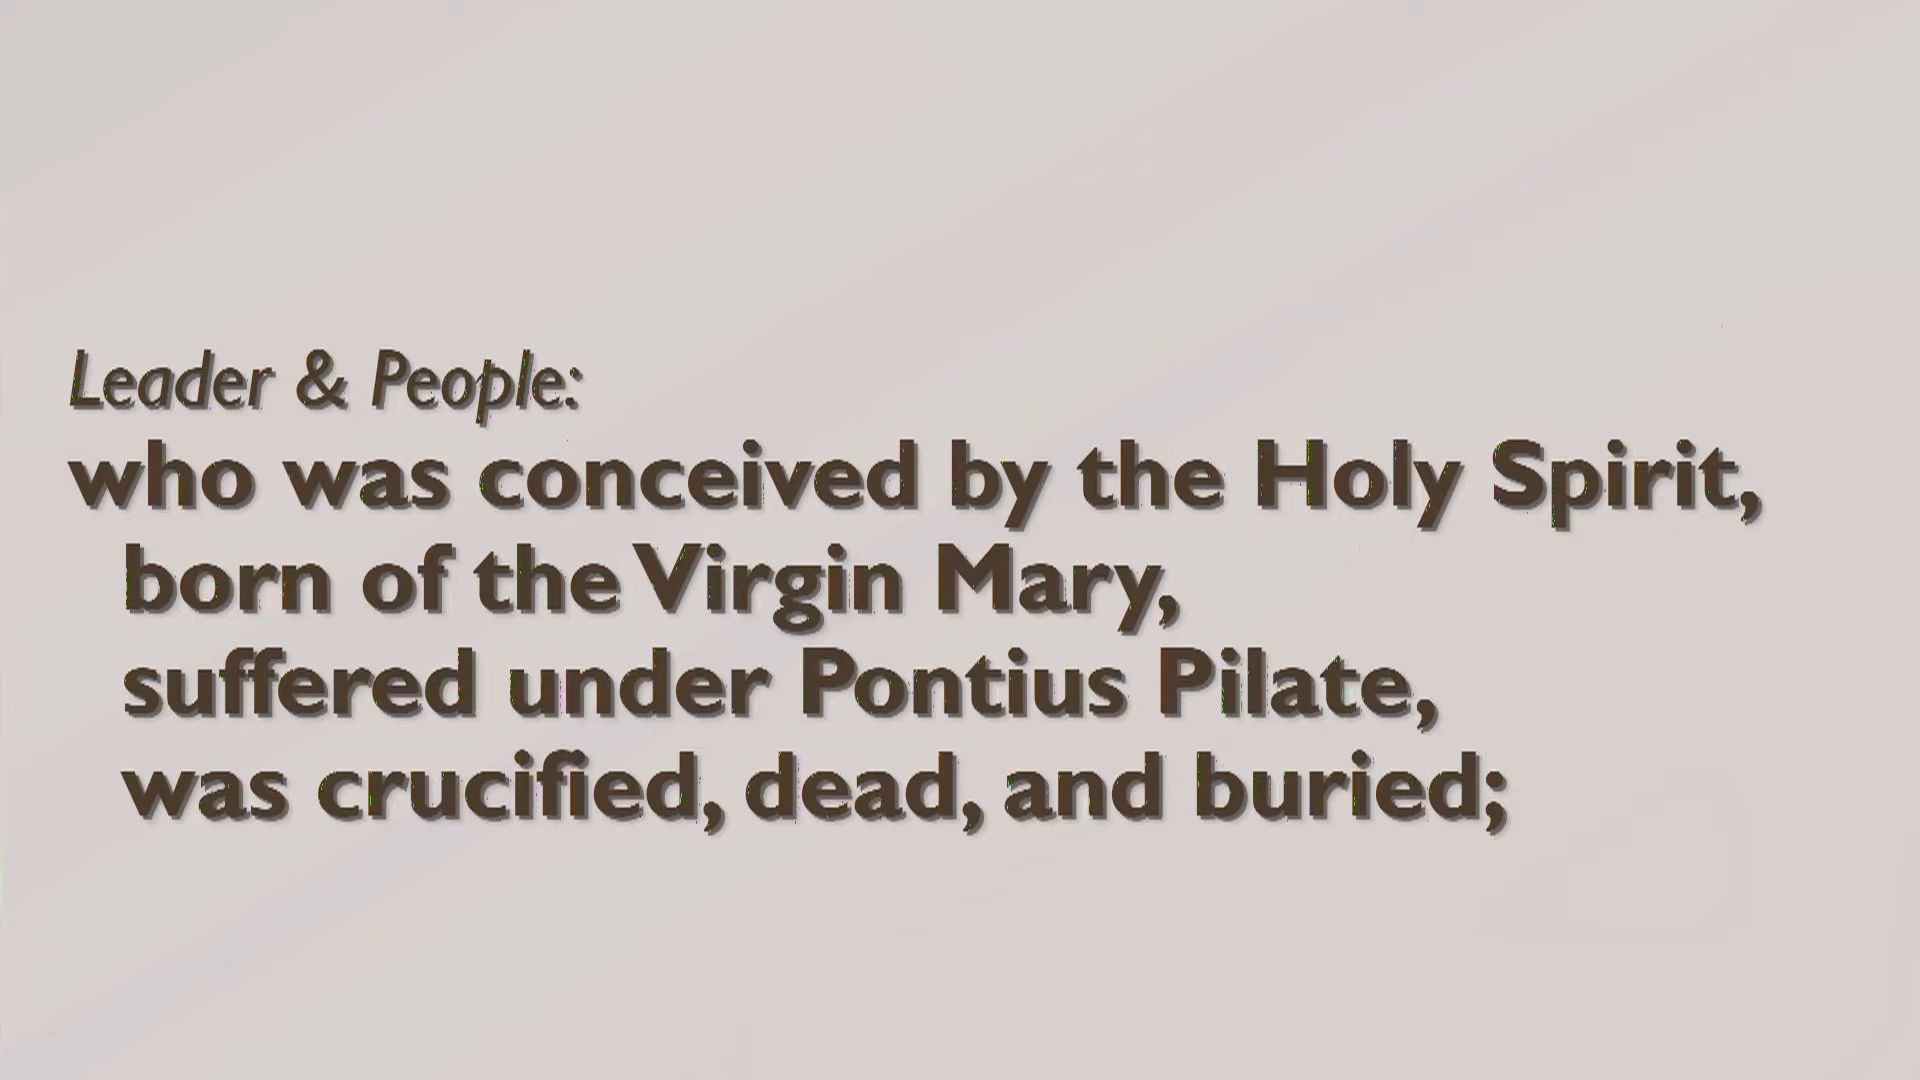 Leader & People:
who was conceived by the Holy Spirit,
born of the Virgin Mary,
suffered under Pontius Pilate,
was crucified, dead, and buried;